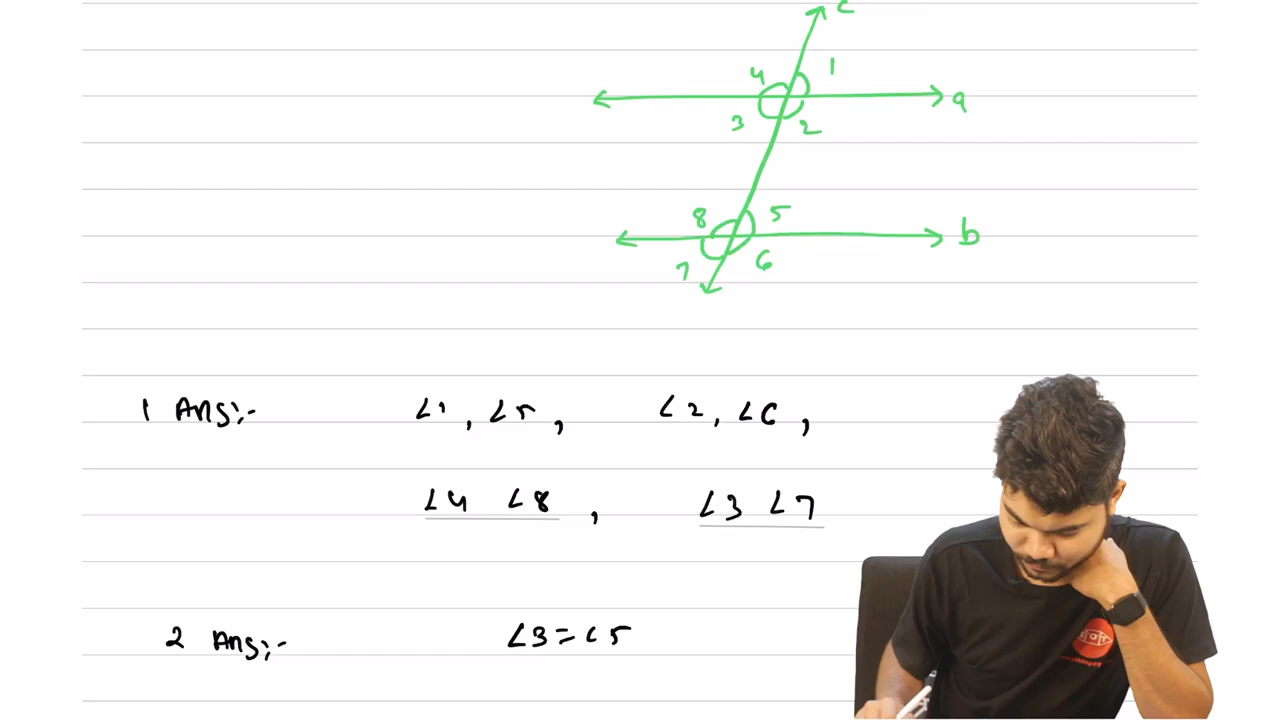 c
4 1
a
3 2
8 5
b
7 6
1 Ans:- ∠1, ∠5, ∠2, ∠6,
∠4 ∠8, ∠3 ∠7
2 Ans:- ∠3=∠5